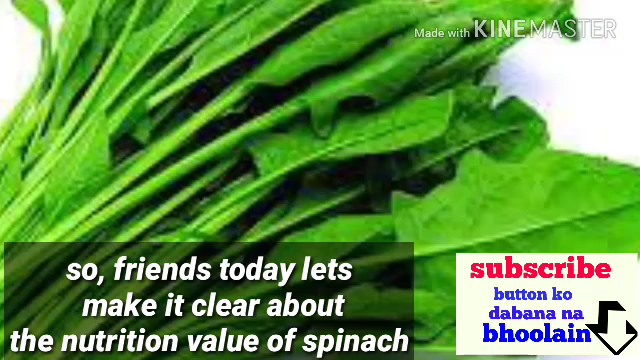 Made with KINEMASTER
so, friends today lets
make it clear about
the nutrition value of spinach
subscribe
button ko
dabana na
bhoolain